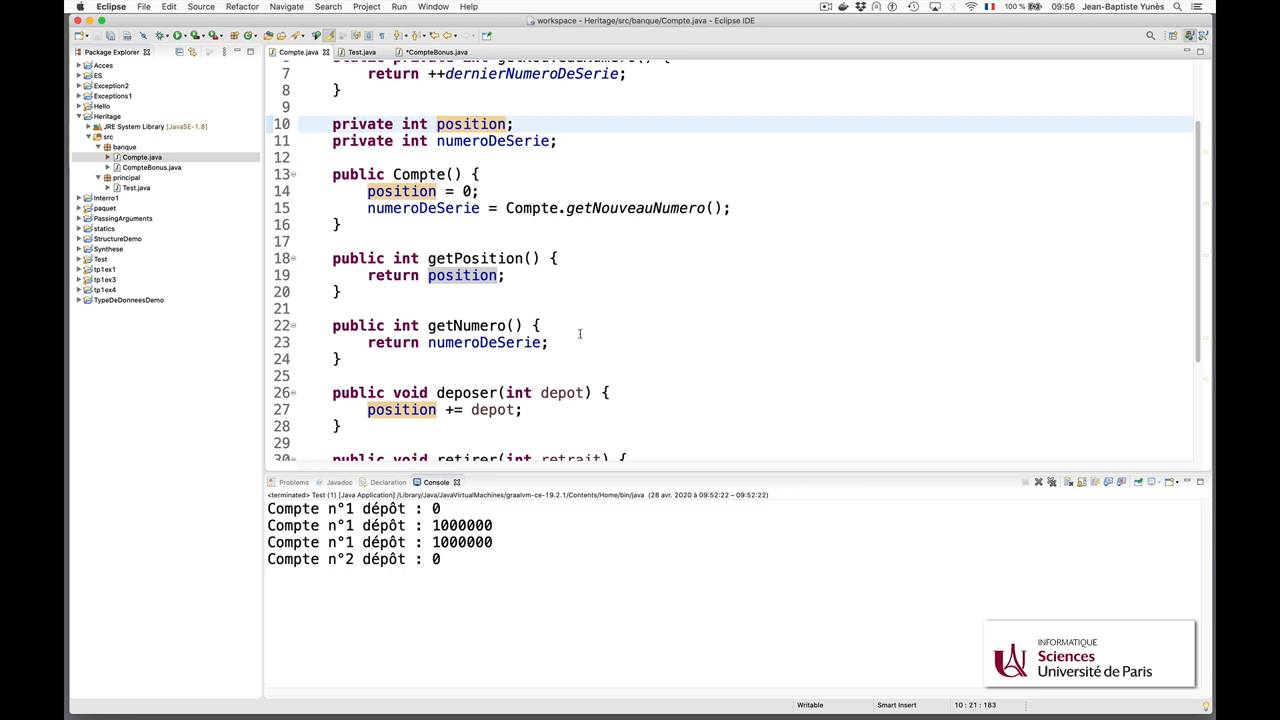 Eclipse File Edit Source Refactor Navigate Search Project Run Window Help 100 % 09:56 Jean-Baptiste Yunès
workspace - Heritage/src/banque/Compte.java - Eclipse IDE
Package Explorer
Acces
ES
Exception2
Exceptions1
Hello
Heritage
JRE System Library [JavaSE-1.8]
src
banque
Compte.java
CompteBonus.java
principal
Test.java
Interro1
paquet
PassingArguments
statics
StructureDemo
Synthese
Test
tp1ex1
tp1ex3
tp1ex4
TypeDeDonneesDemo
Compte.java Test.java *CompteBonus.java
7 return ++dernierNumeroDeSerie;
8 }
9
10 private int position;
11 private int numeroDeSerie;
12
13 public Compte() {
14 position = 0;
15 numeroDeSerie = Compte.getNouveauNumero();
16 }
17
18 public int getPosition() {
19 return position;
20 }
21
22 public int getNumero() {
23 return numeroDeSerie;
24 }
25
26 public void deposer(int depot) {
27 position += depot;
28 }
29
30 public void retirer(int retrait) {
Problems Javadoc Declaration Console
<terminated> Test (1) [Java Application] /Library/Java/JavaVirtualMachines/graalvm-ce-19.2.1/Contents/Home/bin/java (28 avr. 2020 à 09:52:22 – 09:52:22)
Compte n°1 dépôt : 0
Compte n°1 dépôt : 1000000
Compte n°1 dépôt : 1000000
Compte n°2 dépôt : 0
INFORMATIQUE
Sciences
Université de Paris
Writable Smart Insert 10 : 21 : 183